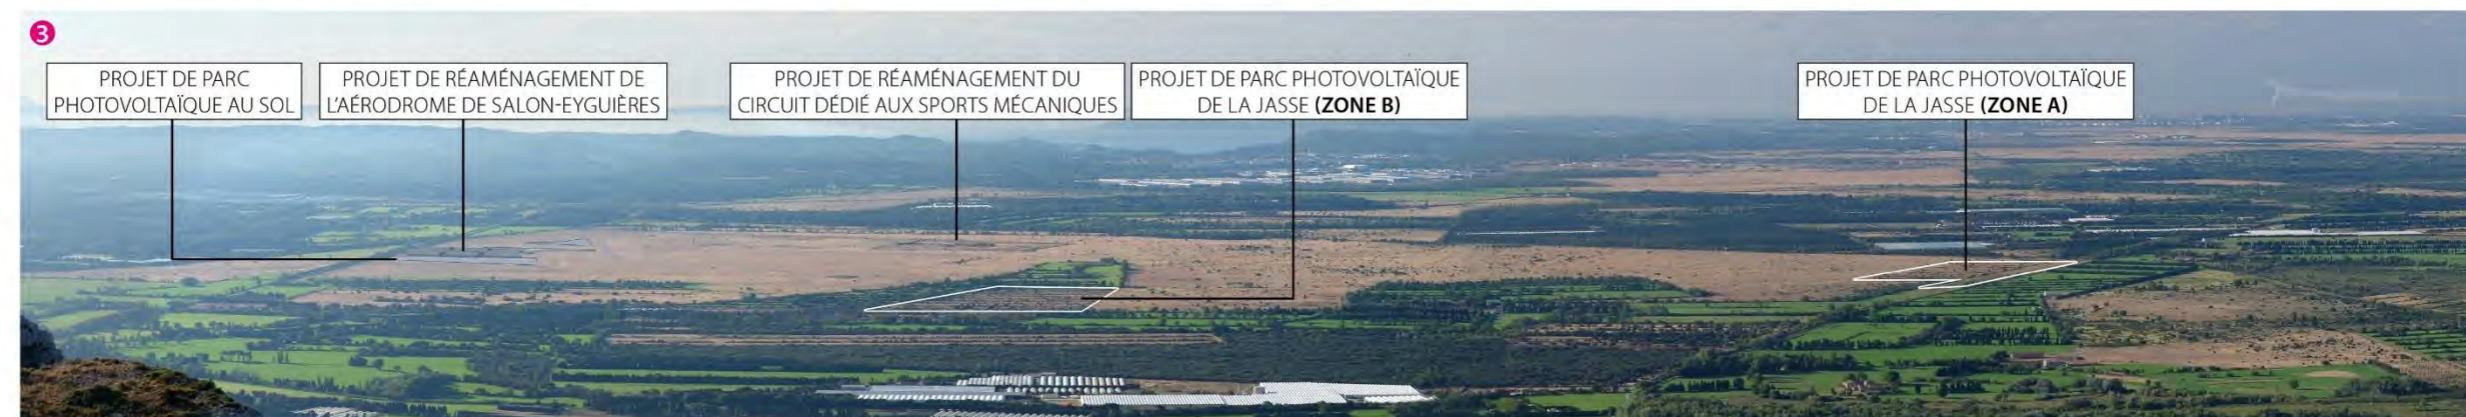 3
PROJET DE PARC
PHOTOVOLTAÏQUE AU SOL
PROJET DE RÉAMÉNAGEMENT DE
L'AÉRODROME DE SALON-EYGUIÈRES
PROJET DE RÉAMÉNAGEMENT DU
CIRCUIT DÉDIÉ AUX SPORTS MÉCANIQUES
PROJET DE PARC PHOTOVOLTAÏQUE
DE LA JASSE (ZONE B)
PROJET DE PARC PHOTOVOLTAÏQUE
DE LA JASSE (ZONE A)